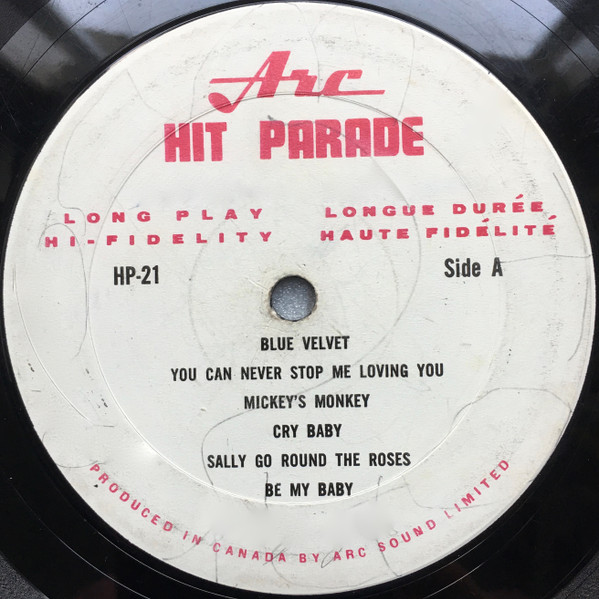 Arc
HIT PARADE
LONG PLAY LONGUE DURÉE
HI-FIDELITY HAUTE FIDÉLITÉ
HP-21 Side A
BLUE VELVET
YOU CAN NEVER STOP ME LOVING YOU
MICKEY'S MONKEY
CRY BABY
SALLY GO ROUND THE ROSES
BE MY BABY
PRODUCED IN CANADA BY ARC SOUND LIMITED